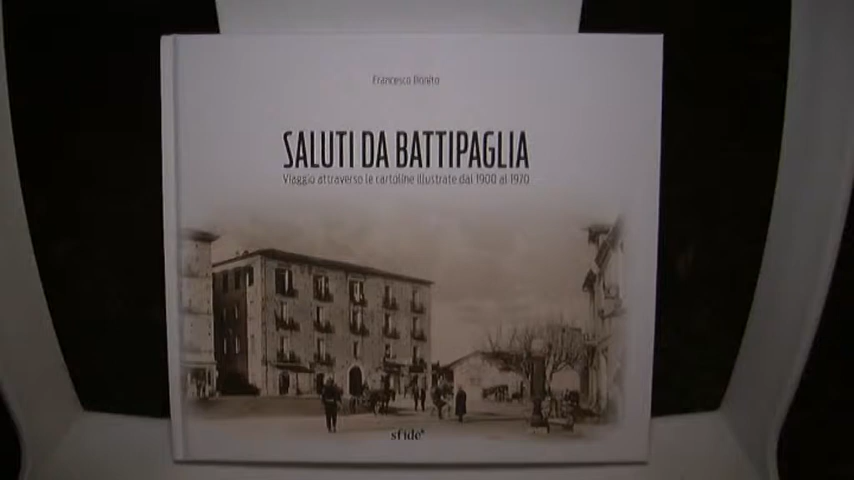 Francesco Bonito
SALUTI DA BATTIPAGLIA
Viaggio attraverso le cartoline illustrate dal 1900 al 1970
sfide